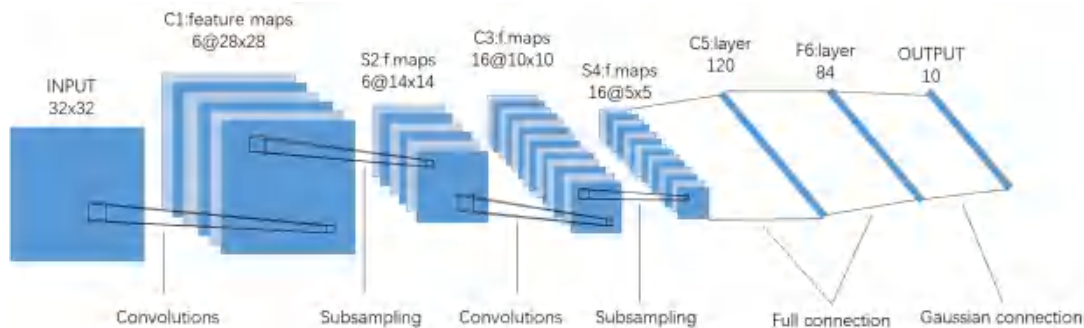 C1:feature maps
6@28x28
INPUT
32x32
S2:f.maps
6@14x14
C3:f.maps
16@10x10
S4:f.maps
16@5x5
C5:layer
120
F6:layer
84
OUTPUT
10
Convolutions
Subsampling
Convolutions
Subsampling
Full connection
Gaussian connection